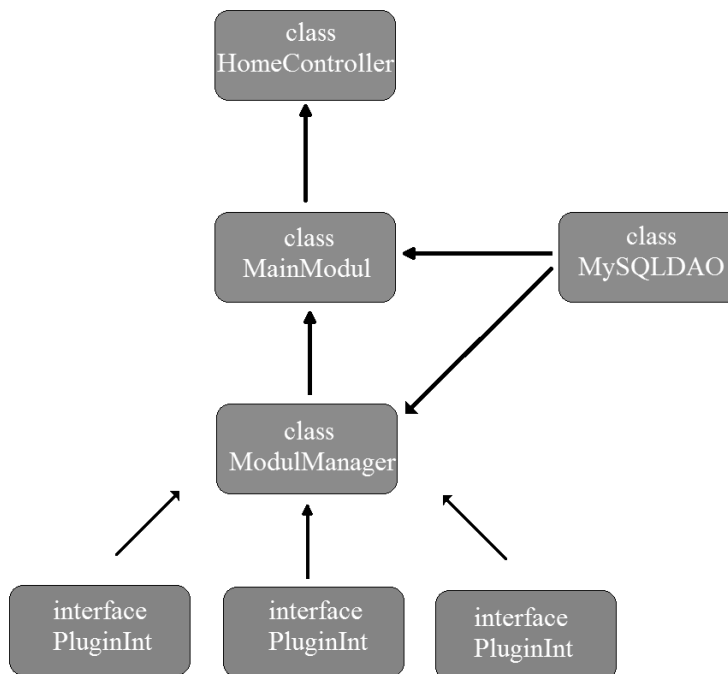 class
HomeController
class
MainModul
class
MySQLDAO
class
ModulManager
interface
PluginInt
interface
PluginInt
interface
PluginInt